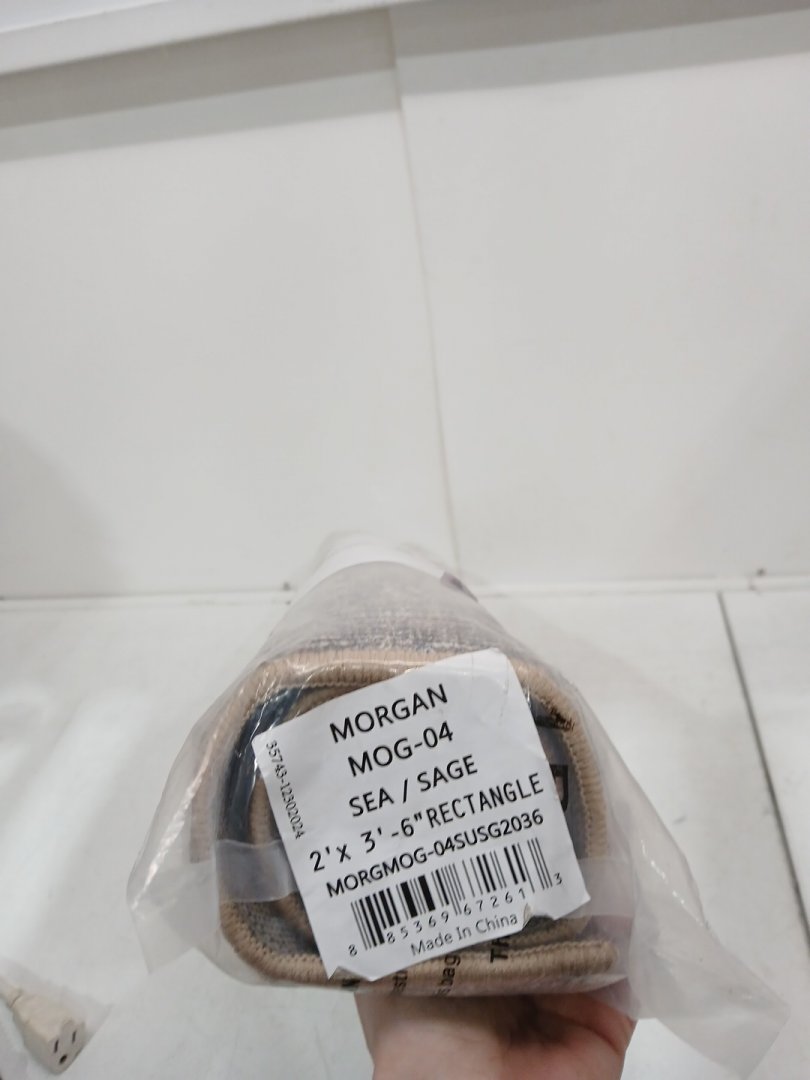 MORGAN
MOG-04
SEA / SAGE
2'x 3'-6"RECTANGLE
MORGMOG-04SUSG2036
8 85369 67261 3
Made In China
35743-12302024